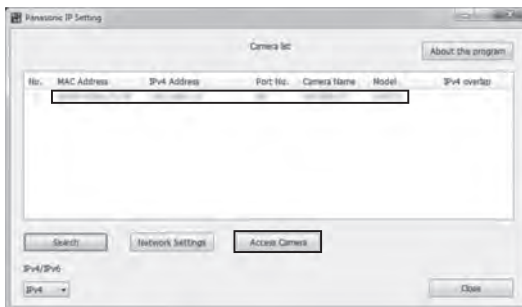 Panasonic IP Setting
Camera list
About the program
No. MAC Address IPv4 Address Port No. Camera Name Model IPv4 overlap
Search Network Settings Access Camera
IPv4/IPv6
IPv4 Close